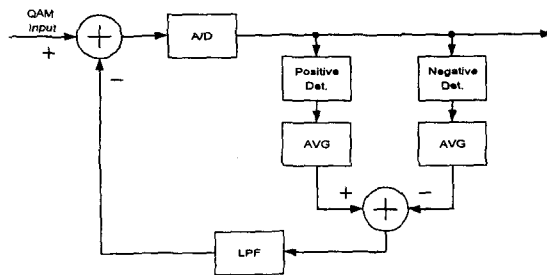 QAM
Input
+
+
−
A/D
Positive
Det.
Negative
Det.
AVG
AVG
+
−
+
LPF